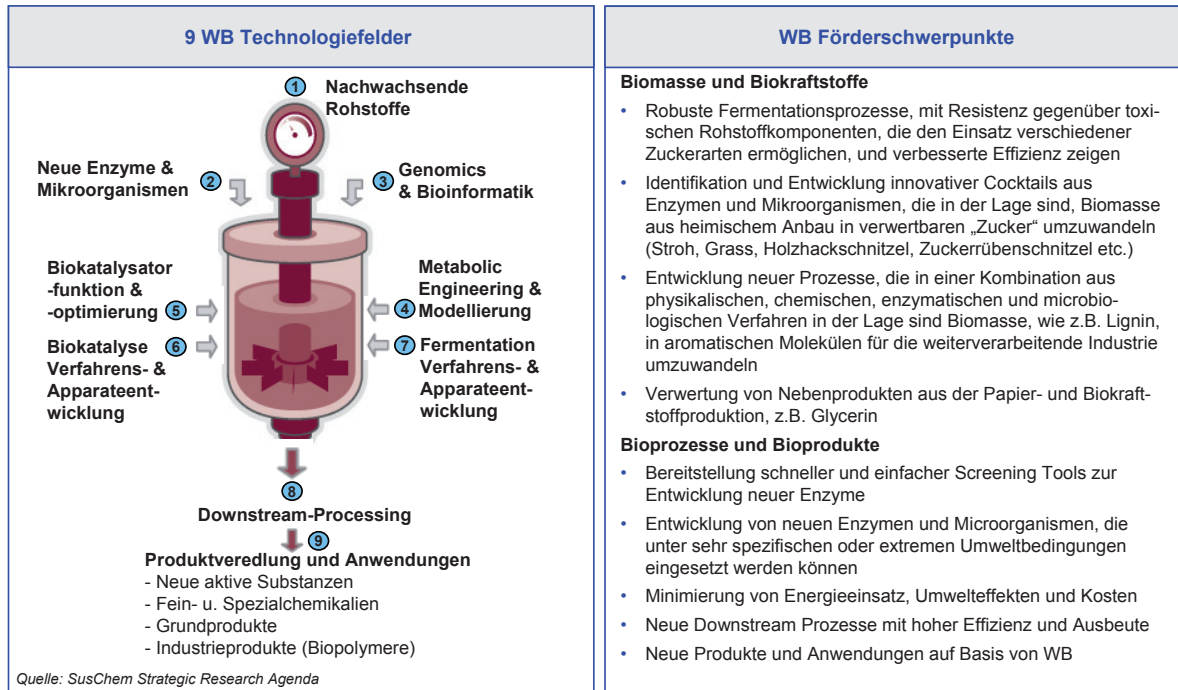 9 WB Technologiefelder
1 Nachwachsende
Rohstoffe
Neue Enzyme &
Mikroorganismen 2
3 Genomics
& Bioinformatik
Biokatalysator
-funktion &
-optimierung 5
Metabolic
Engineering &
4 Modellierung
6
Biokatalyse
Verfahrens- &
Apparateent-
wicklung
7 Fermentation
Verfahrens- &
Apparateent-
wicklung
8
Downstream-Processing
9
Produktveredlung und Anwendungen
- Neue aktive Substanzen
- Fein- u. Spezialchemikalien
- Grundprodukte
- Industrieprodukte (Biopolymere)
Quelle: SusChem Strategic Research Agenda
WB Förderschwerpunkte
Biomasse und Biokraftstoffe
• Robuste Fermentationsprozesse, mit Resistenz gegenüber toxi-
schen Rohstoffkomponenten, die den Einsatz verschiedener
Zuckerarten ermöglichen, und verbesserte Effizienz zeigen
• Identifikation und Entwicklung innovativer Cocktails aus
Enzymen und Mikroorganismen, die in der Lage sind, Biomasse
aus heimischem Anbau in verwertbaren „Zucker“ umzuwandeln
(Stroh, Grass, Holzhackschnitzel, Zuckerrübenschnitzel etc.)
• Entwicklung neuer Prozesse, die in einer Kombination aus
physikalischen, chemischen, enzymatischen und microbio-
logischen Verfahren in der Lage sind Biomasse, wie z.B. Lignin,
in aromatischen Molekülen für die weiterverarbeitende Industrie
umzuwandeln
• Verwertung von Nebenprodukten aus der Papier- und Biokraft-
stoffproduktion, z.B. Glycerin
Bioprozesse und Bioprodukte
• Bereitstellung schneller und einfacher Screening Tools zur
Entwicklung neuer Enzyme
• Entwicklung von neuen Enzymen und Microorganismen, die
unter sehr spezifischen oder extremen Umweltbedingungen
eingesetzt werden können
• Minimierung von Energieeinsatz, Umwelteffekten und Kosten
• Neue Downstream Prozesse mit hoher Effizienz und Ausbeute
• Neue Produkte und Anwendungen auf Basis von WB